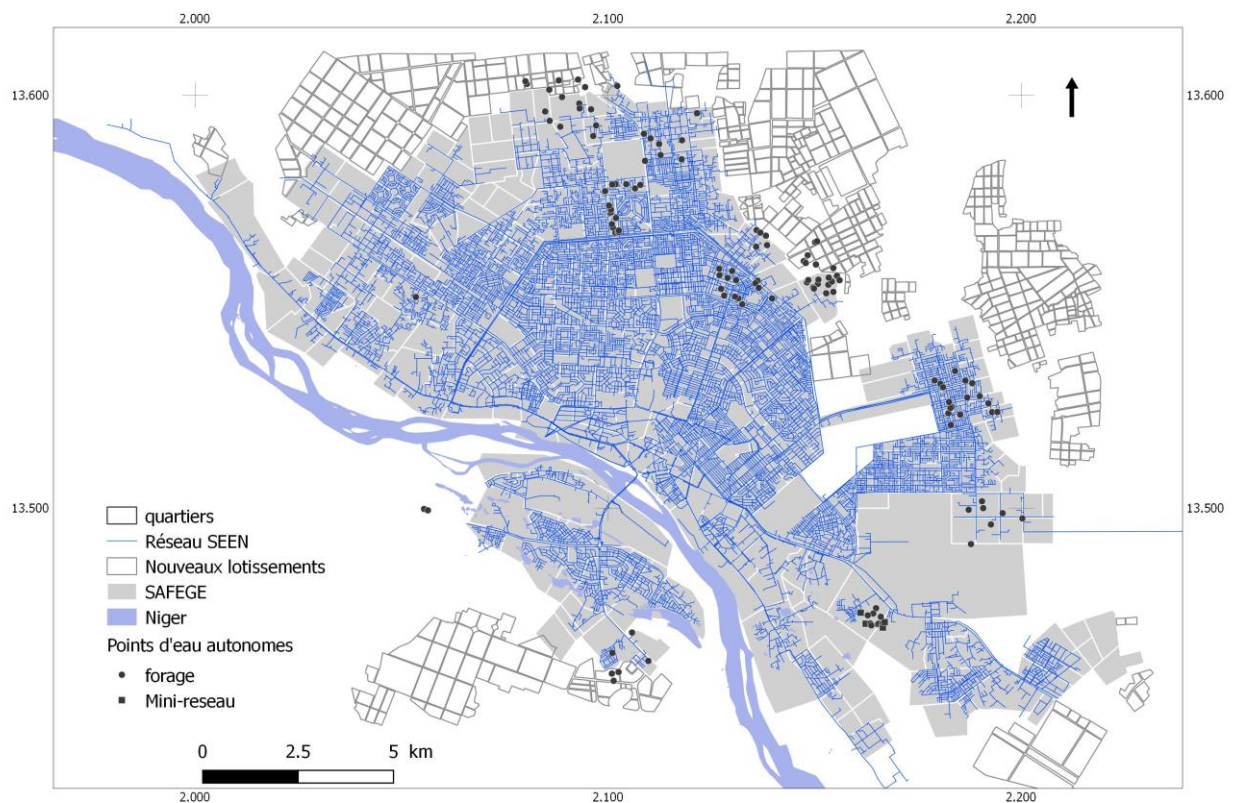 2.000 2.100 2.200
13.600 13.600
13.500 13.500
quartiers
Réseau SEEN
Nouveaux lotissements
SAFEGE
Niger
Points d'eau autonomes
forage
Mini-reseau
0 2.5 5 km
2.000 2.100 2.200